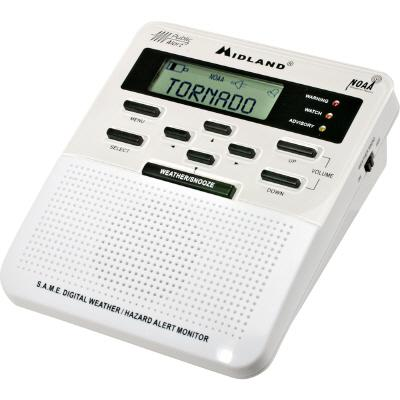 Public
Alert
MIDLAND®
NOAA
NOAA
TORNADO
WARNING
WATCH
ADVISORY
MENU
SELECT
UP
VOLUME
DOWN
WEATHER/SNOOZE
S.A.M.E. DIGITAL WEATHER / HAZARD ALERT MONITOR